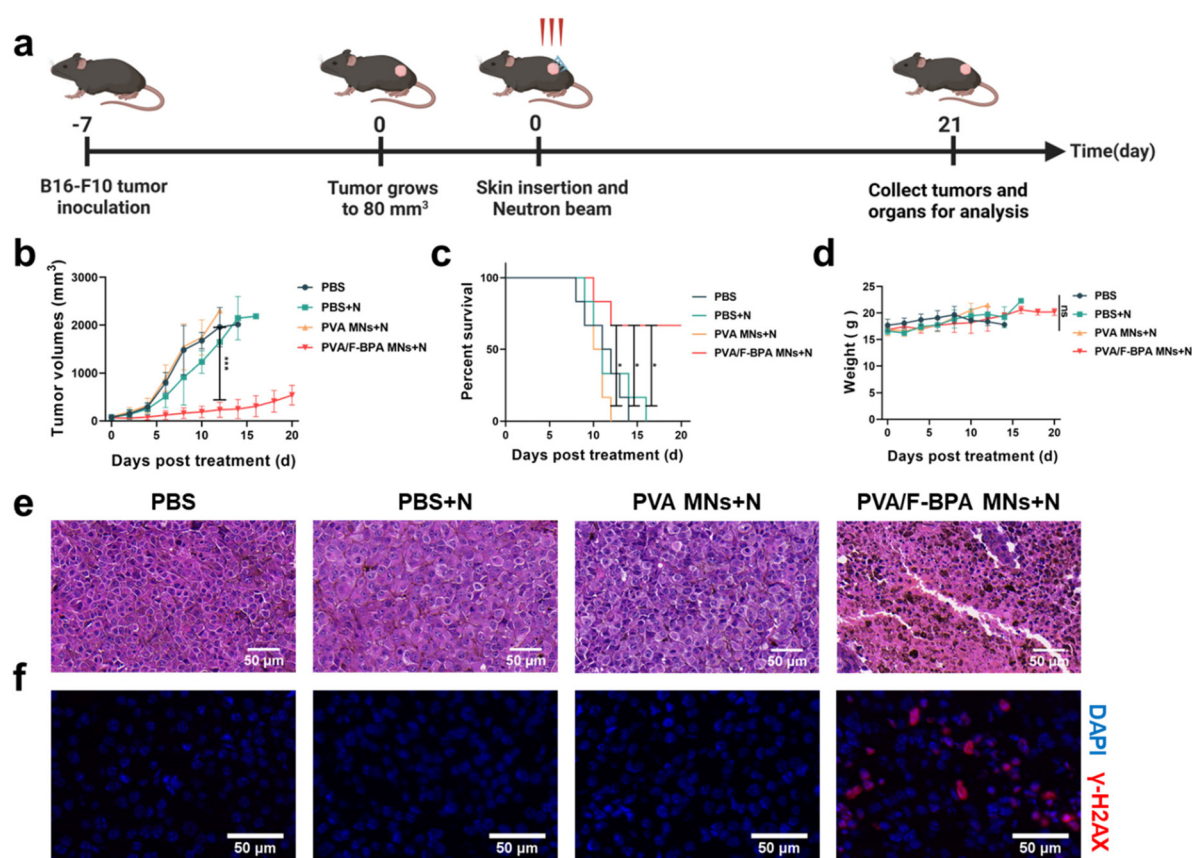 a
-7
0
0
21
Time(day)
B16-F10 tumor
inoculation
Tumor grows
to 80 mm³
Skin insertion and
Neutron beam
Collect tumors and
organs for analysis
b
Tumor volumes (mm³)
3000
2000
1000
0
0
5
10
15
20
Days post treatment (d)
***
PBS
PBS+N
PVA MNs+N
PVA/F-BPA MNs+N
c
Percent survival
100
50
0
0
5
10
15
20
Days post treatment (d)
*
*
*
PBS
PBS+N
PVA MNs+N
PVA/F-BPA MNs+N
d
Weight ( g )
25
20
15
10
5
0
0
5
10
15
20
Days post treatment (d)
PBS
PBS+N
PVA MNs+N
PVA/F-BPA MNs+N
ns
e
PBS
PBS+N
PVA MNs+N
PVA/F-BPA MNs+N
50 µm
50 µm
50 µm
50 µm
f
50 µm
50 µm
50 µm
50 µm
DAPI
γ-H2AX